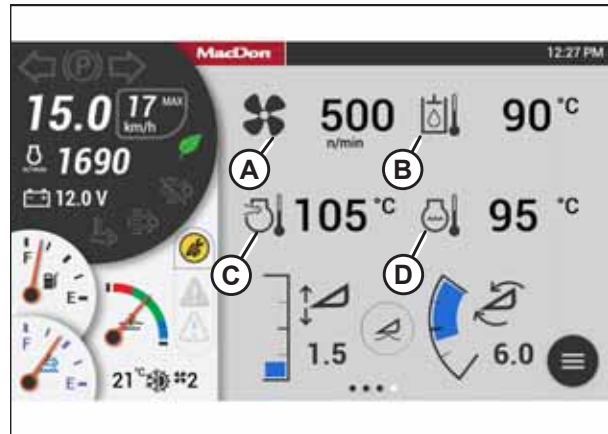 MacDon
12:27 PM
P
15.0 17 MAX km/h
n/min 1690
12.0 V
500 n/min
90 °C
A
B
105 °C
95 °C
C
D
F
E
F
E
21 °C 2
1.5
6.0